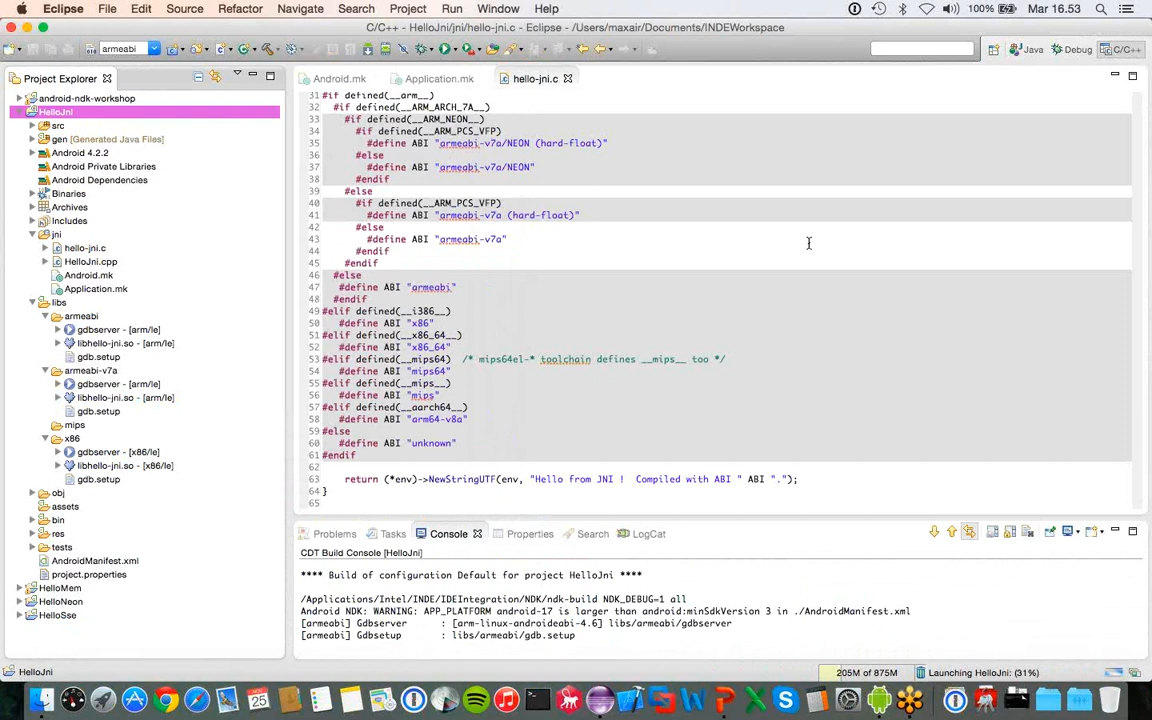 Eclipse File Edit Source Refactor Navigate Search Project Run Window Help 100% Mar 16.53
C/C++ - HelloJni/jni/hello-jni.c - Eclipse - /Users/maxair/Documents/INDEWorkspace
armeabi
Java Debug C/C++
Project Explorer
android-ndk-workshop
HelloJni
src
gen [Generated Java Files]
Android 4.2.2
Android Private Libraries
Android Dependencies
Binaries
Archives
Includes
jni
hello-jni.c
HelloJni.cpp
Android.mk
Application.mk
libs
armeabi
gdbserver - [arm/le]
libhello-jni.so - [arm/le]
gdb.setup
armeabi-v7a
gdbserver - [arm/le]
libhello-jni.so - [arm/le]
gdb.setup
mips
x86
gdbserver - [x86/le]
libhello-jni.so - [x86/le]
gdb.setup
obj
assets
bin
res
tests
AndroidManifest.xml
project.properties
HelloMem
HelloNeon
HelloSse
Android.mk Application.mk hello-jni.c
31 #if defined(__arm__)
32 #if defined(__ARM_ARCH_7A__)
33 #if defined(__ARM_NEON__)
34 #if defined(__ARM_PCS_VFP)
35 #define ABI "armeabi-v7a/NEON (hard-float)"
36 #else
37 #define ABI "armeabi-v7a/NEON"
38 #endif
39 #else
40 #if defined(__ARM_PCS_VFP)
41 #define ABI "armeabi-v7a (hard-float)"
42 #else
43 #define ABI "armeabi-v7a"
44 #endif
45 #endif
46 #else
47 #define ABI "armeabi"
48 #endif
49 #elif defined(__i386__)
50 #define ABI "x86"
51 #elif defined(__x86_64__)
52 #define ABI "x86_64"
53 #elif defined(__mips64) /* mips64el-* toolchain defines __mips__ too */
54 #define ABI "mips64"
55 #elif defined(__mips__)
56 #define ABI "mips"
57 #elif defined(__aarch64__)
58 #define ABI "arm64-v8a"
59 #else
60 #define ABI "unknown"
61 #endif
62
63 return (*env)->NewStringUTF(env, "Hello from JNI ! Compiled with ABI " ABI ".");
64 }
65
Problems Tasks Console Properties Search LogCat
CDT Build Console [HelloJni]
**** Build of configuration Default for project HelloJni ****
/Applications/Intel/INDE/IDEIntegration/NDK/ndk-build NDK_DEBUG=1 all
Android NDK: WARNING: APP_PLATFORM android-17 is larger than android:minSdkVersion 3 in ./AndroidManifest.xml
[armeabi] Gdbserver : [arm-linux-androideabi-4.6] libs/armeabi/gdbserver
[armeabi] Gdbsetup : libs/armeabi/gdb.setup
HelloJni 205M of 875M Launching HelloJni: (31%)
NOV
25